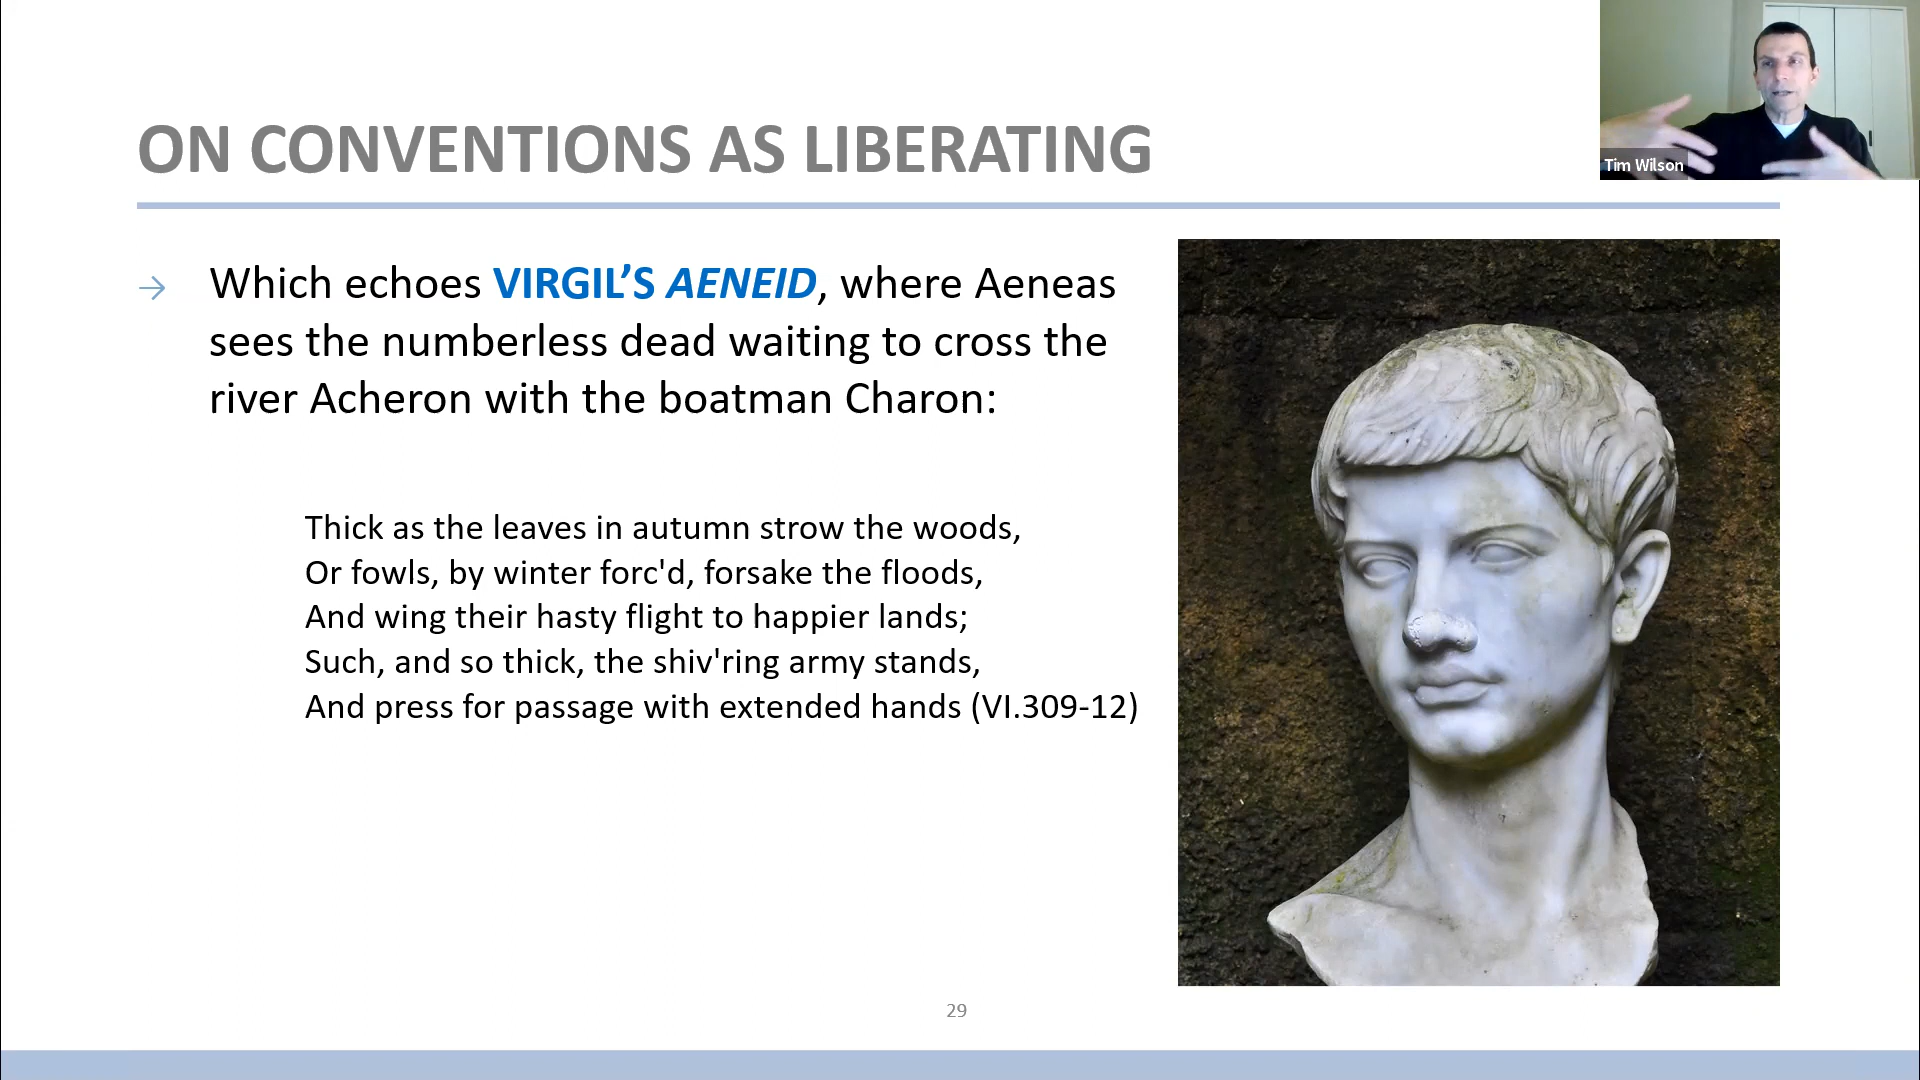 ON CONVENTIONS AS LIBERATING
Tim Wilson
→ Which echoes VIRGIL’S AENEID, where Aeneas
sees the numberless dead waiting to cross the
river Acheron with the boatman Charon:
Thick as the leaves in autumn strow the woods,
Or fowls, by winter forc'd, forsake the floods,
And wing their hasty flight to happier lands;
Such, and so thick, the shiv'ring army stands,
And press for passage with extended hands (VI.309-12)
29